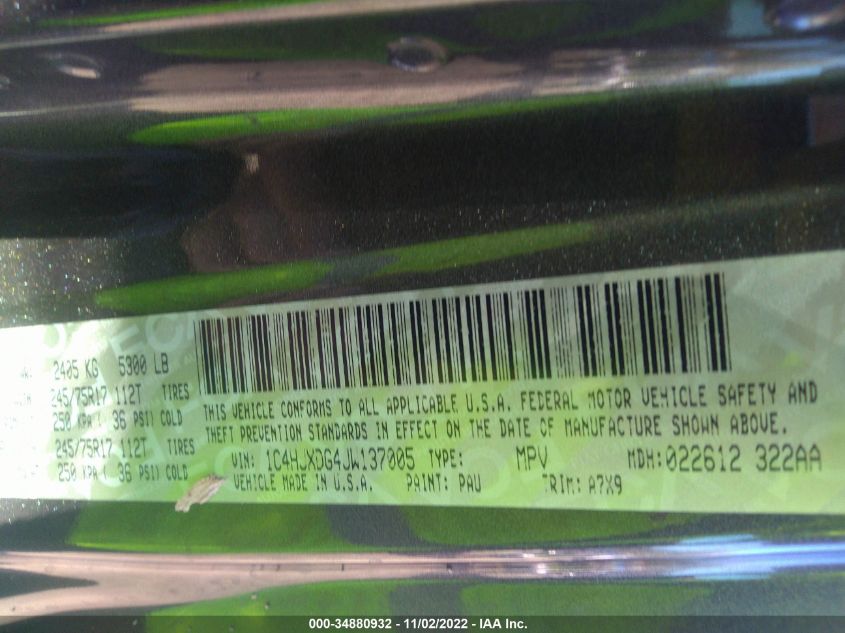 2405 KG 5300 LB
245/75R17 112T TIRES
250 KPA ( 36 PSI) COLD
245/75R17 112T TIRES
250 KPA ( 36 PSI) COLD
THIS VEHICLE CONFORMS TO ALL APPLICABLE U.S.A. FEDERAL MOTOR VEHICLE SAFETY AND
THEFT PREVENTION STANDARDS IN EFFECT ON THE DATE OF MANUFACTURE SHOWN ABOVE.
VIN: 1C4HJXDG4JW137005 TYPE: MPV MDH:022612 322AA
VEHICLE MADE IN U.S.A. PAINT: PAU TRIM: A7X9
000-34880932 - 11/02/2022 - IAA Inc.